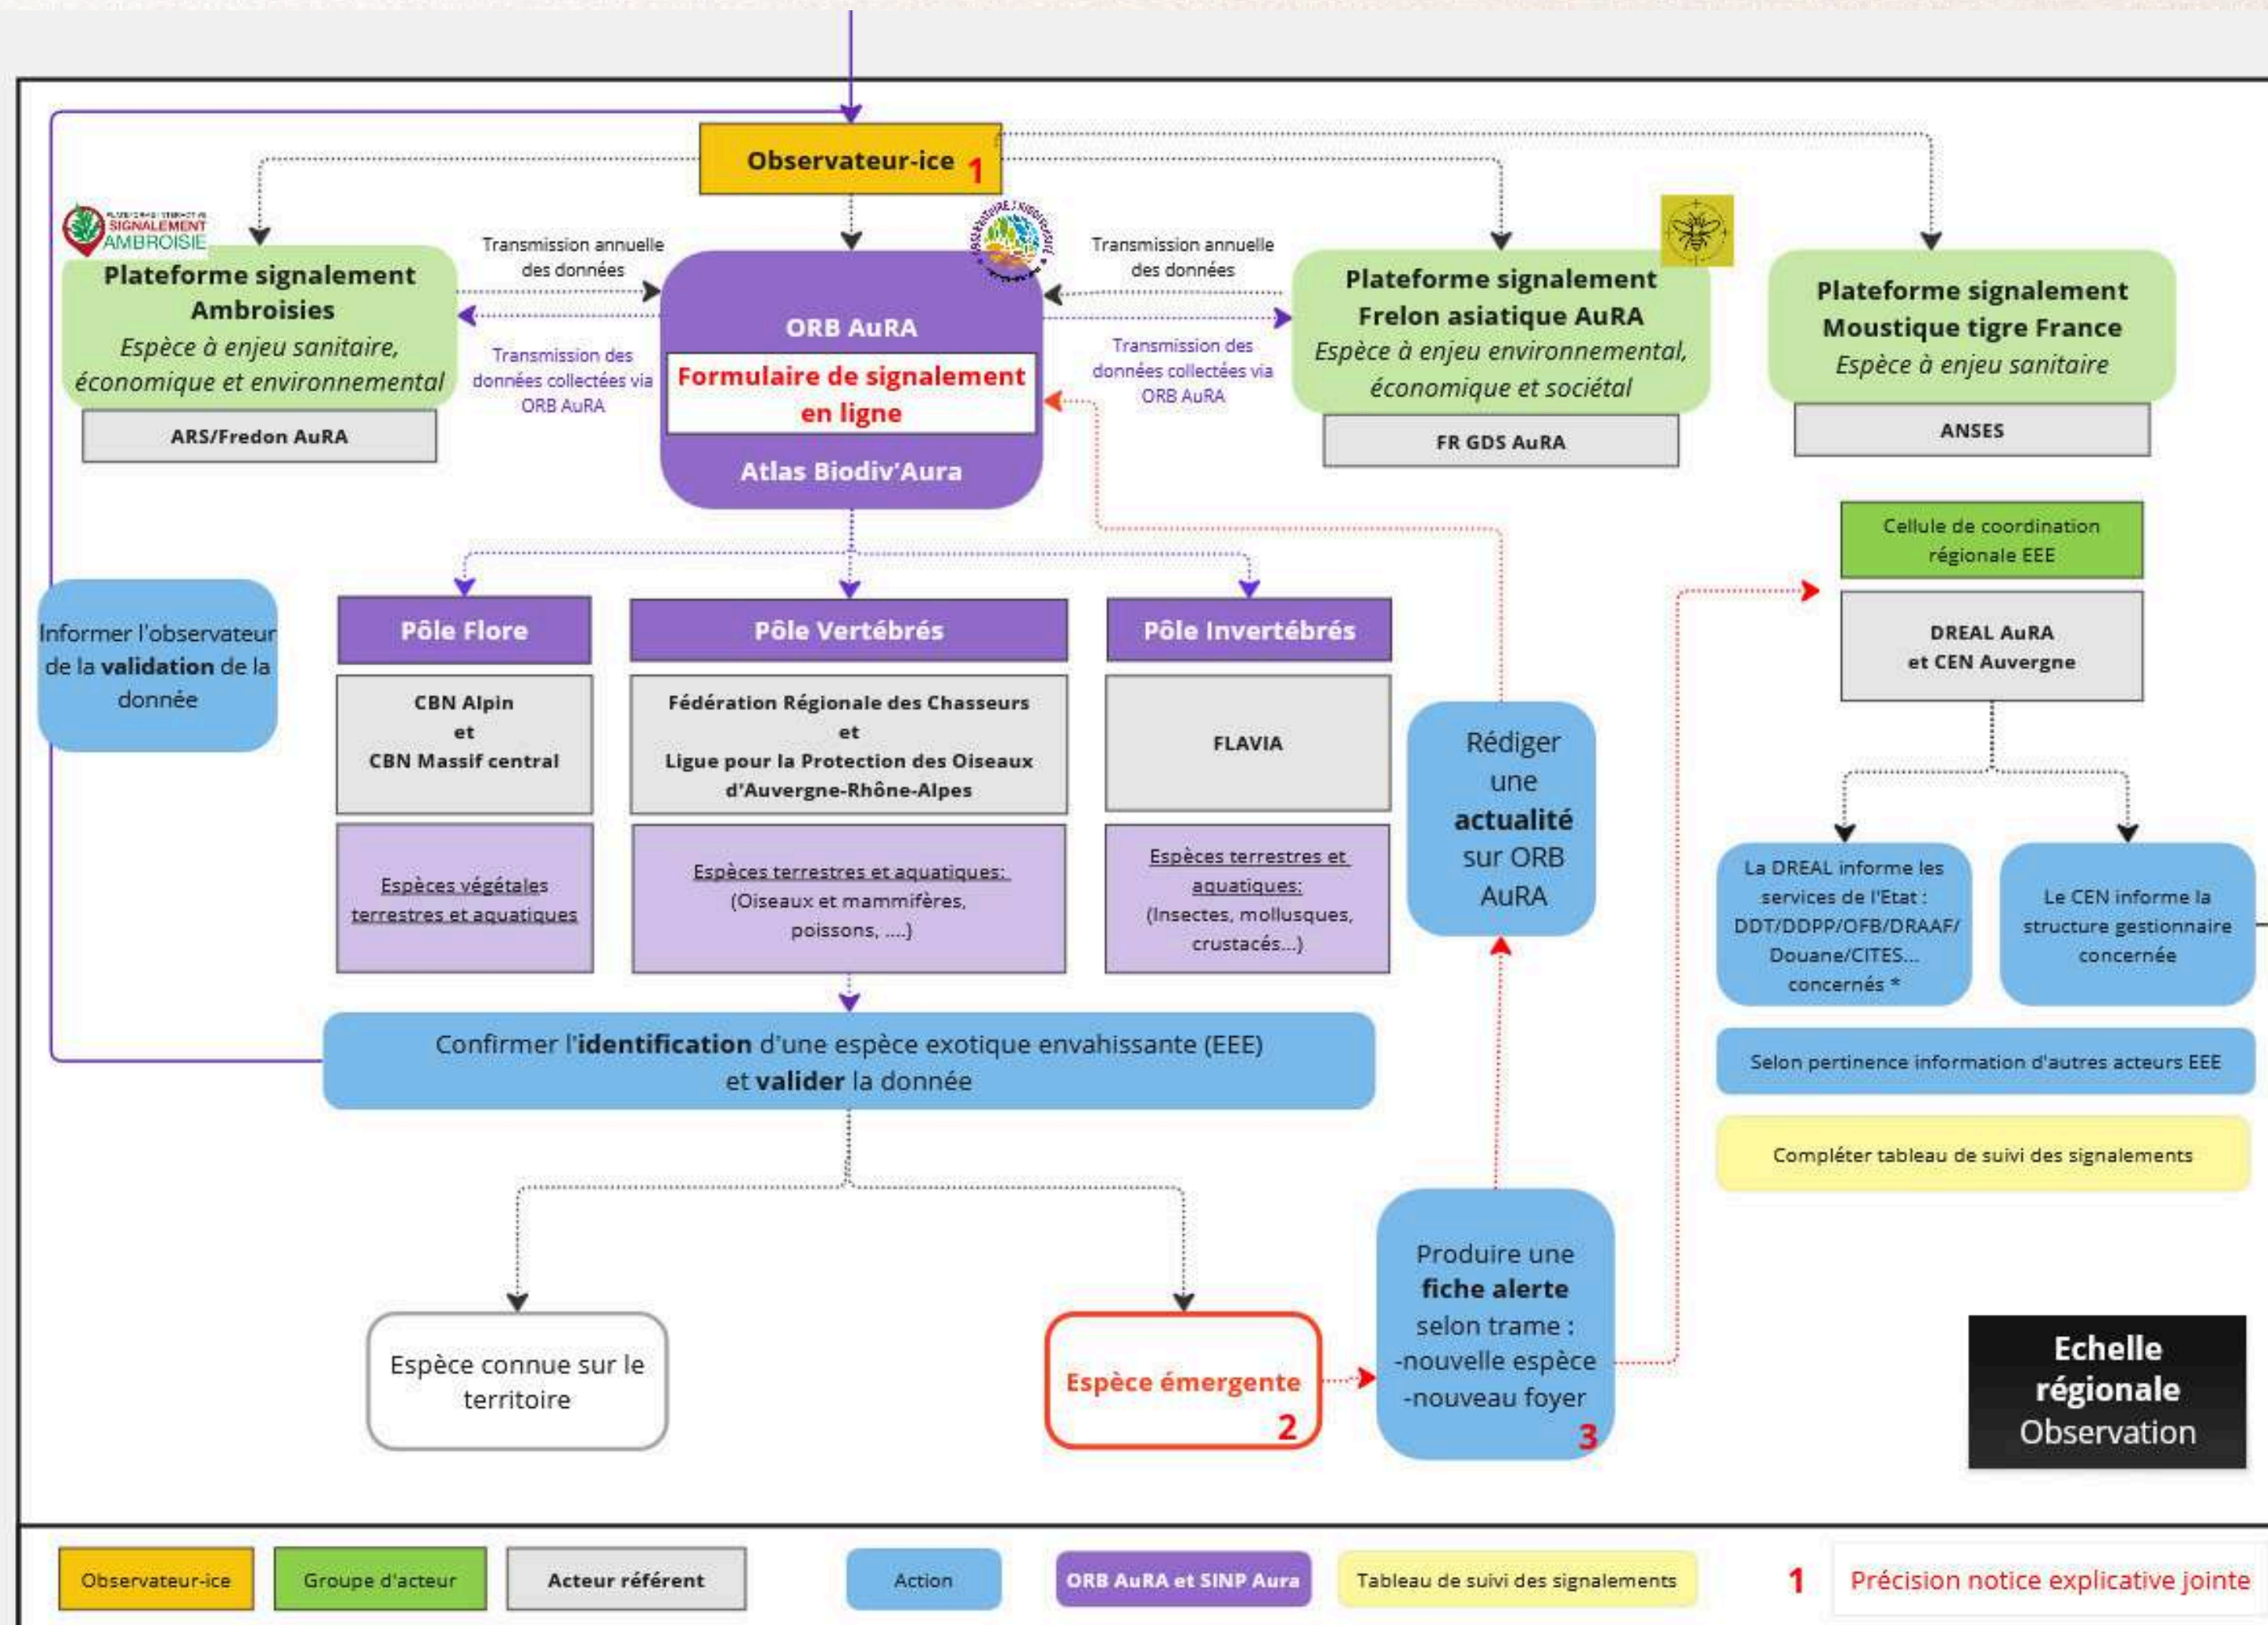 Observateur-ice 1
PLATEFORME INTERACTIVE
SIGNALEMENT
AMBROISIE
Plateforme signalement
Ambroisies
Espèce à enjeu sanitaire,
économique et environnemental
ARS/Fredon AuRA
Transmission annuelle
des données
Transmission des
données collectées via
ORB AuRA
ORB AuRA
Formulaire de signalement
en ligne
Atlas Biodiv'Aura
Transmission annuelle
des données
Transmission des
données collectées via
ORB AuRA
Plateforme signalement
Frelon asiatique AuRA
Espèce à enjeu environnemental,
économique et sociétal
FR GDS AuRA
Plateforme signalement
Moustique tigre France
Espèce à enjeu sanitaire
ANSES
Cellule de coordination
régionale EEE
DREAL AuRA
et CEN Auvergne
Informer l'observateur
de la validation de la
donnée
Pôle Flore
CBN Alpin
et
CBN Massif central
Espèces végétales
terrestres et aquatiques
Pôle Vertébrés
Fédération Régionale des Chasseurs
et
Ligue pour la Protection des Oiseaux
d'Auvergne-Rhône-Alpes
Espèces terrestres et aquatiques:
(Oiseaux et mammifères,
poissons, ....)
Pôle Invertébrés
FLAVIA
Espèces terrestres et
aquatiques:
(Insectes, mollusques,
crustacés...)
Rédiger
une
actualité
sur ORB
AuRA
La DREAL informe les
services de l'Etat :
DDT/DDPP/OFB/DRAAF/
Douane/CITES...
concernés *
Le CEN informe la
structure gestionnaire
concernée
Selon pertinence information d'autres acteurs EEE
Compléter tableau de suivi des signalements
Confirmer l'identification d'une espèce exotique envahissante (EEE)
et valider la donnée
Espèce connue sur le
territoire
Espèce émergente
2
Produire une
fiche alerte
selon trame :
-nouvelle espèce
-nouveau foyer
3
Echelle
régionale
Observation
Observateur-ice
Groupe d'acteur
Acteur référent
Action
ORB AuRA et SINP Aura
Tableau de suivi des signalements
1 Précision notice explicative jointe